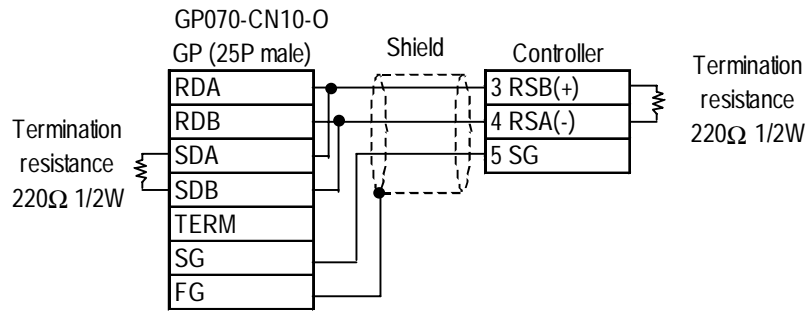 GP070-CN10-O
GP (25P male)
Shield
Controller
RDA
RDB
SDA
SDB
TERM
SG
FG
3 RSB(+)
4 RSA(-)
5 SG
Termination
resistance
220Ω 1/2W
Termination
resistance
220Ω 1/2W